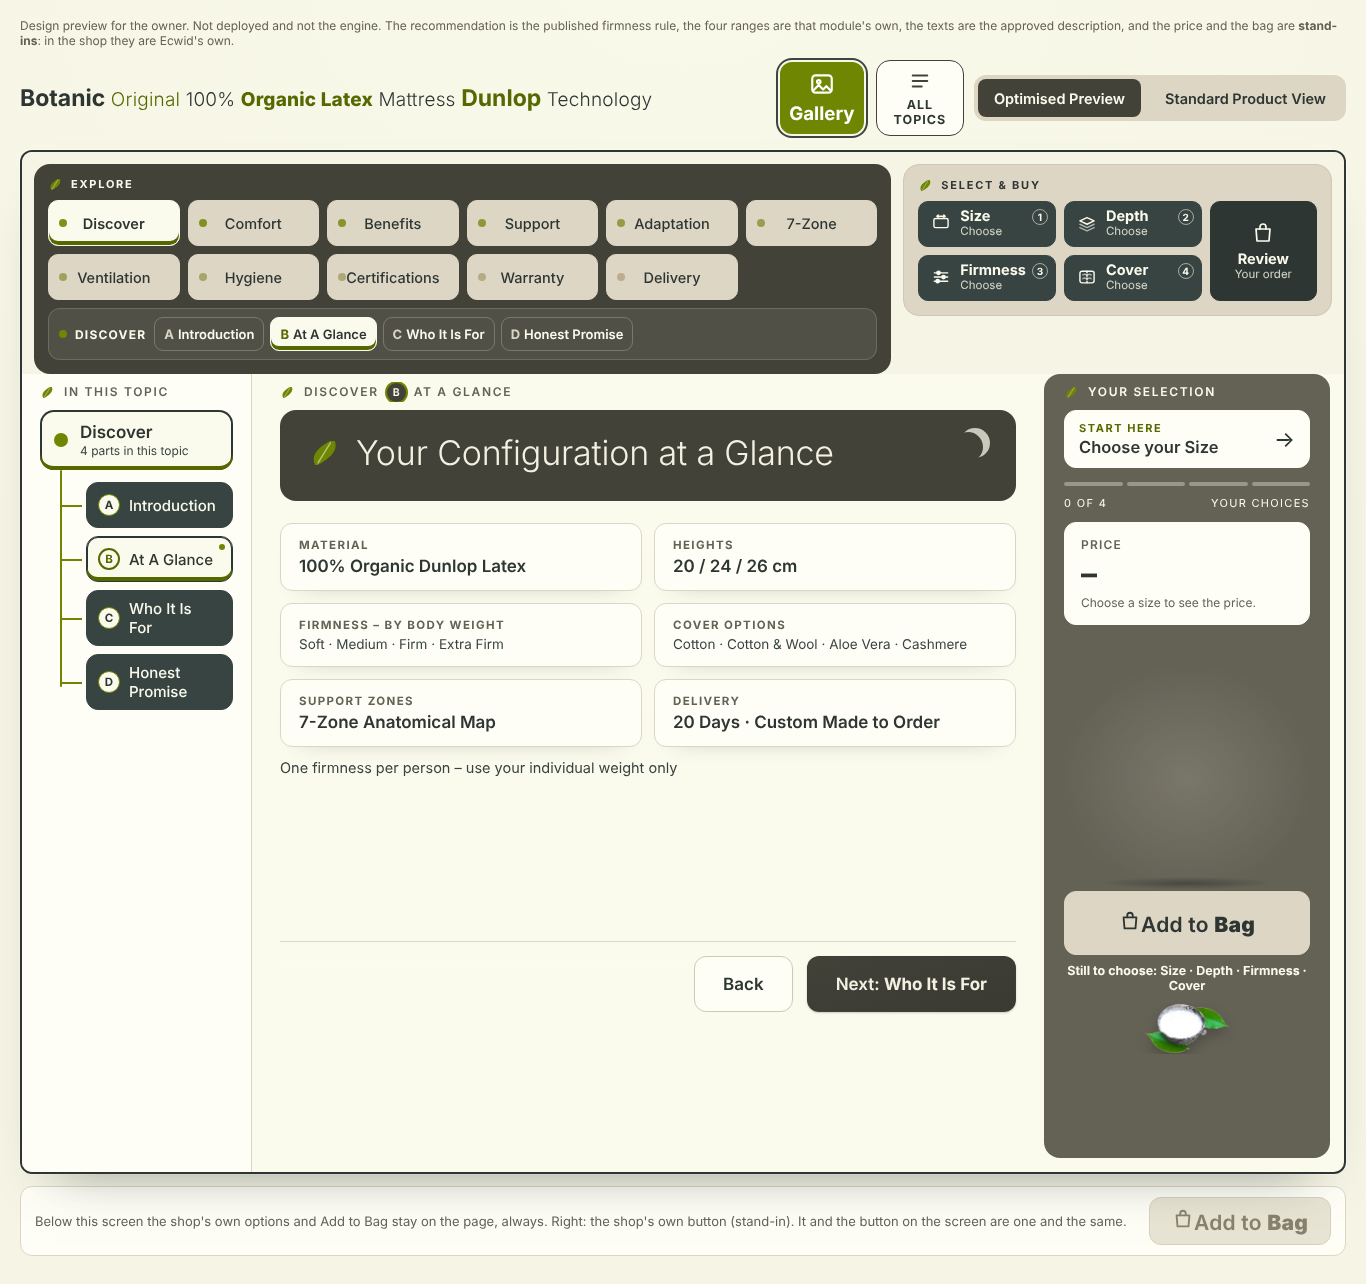 Design preview for the owner. Not deployed and not the engine. The recommendation is the published firmness rule, the four ranges are that module's own, the texts are the approved description, and the price and the bag are stand-
ins: in the shop they are Ecwid's own.
Botanic Original 100% Organic Latex Mattress Dunlop Technology
Gallery
ALL
TOPICS
Optimised Preview
Standard Product View
EXPLORE
Discover
Comfort
Benefits
Support
Adaptation
7-Zone
Ventilation
Hygiene
Certifications
Warranty
Delivery
DISCOVER
A Introduction
B At A Glance
C Who It Is For
D Honest Promise
SELECT & BUY
Size
Choose
1
Depth
Choose
2
Firmness
Choose
3
Cover
Choose
4
Review
Your order
IN THIS TOPIC
Discover
4 parts in this topic
A Introduction
B At A Glance
C Who It Is
For
D Honest
Promise
DISCOVER B AT A GLANCE
Your Configuration at a Glance
MATERIAL
100% Organic Dunlop Latex
HEIGHTS
20 / 24 / 26 cm
FIRMNESS – BY BODY WEIGHT
Soft · Medium · Firm · Extra Firm
COVER OPTIONS
Cotton · Cotton & Wool · Aloe Vera · Cashmere
SUPPORT ZONES
7-Zone Anatomical Map
DELIVERY
20 Days · Custom Made to Order
One firmness per person – use your individual weight only
Back
Next: Who It Is For
YOUR SELECTION
START HERE
Choose your Size
0 OF 4
YOUR CHOICES
PRICE
–
Choose a size to see the price.
Add to Bag
Still to choose: Size · Depth · Firmness ·
Cover
Below this screen the shop's own options and Add to Bag stay on the page, always. Right: the shop's own button (stand-in). It and the button on the screen are one and the same.
Add to Bag